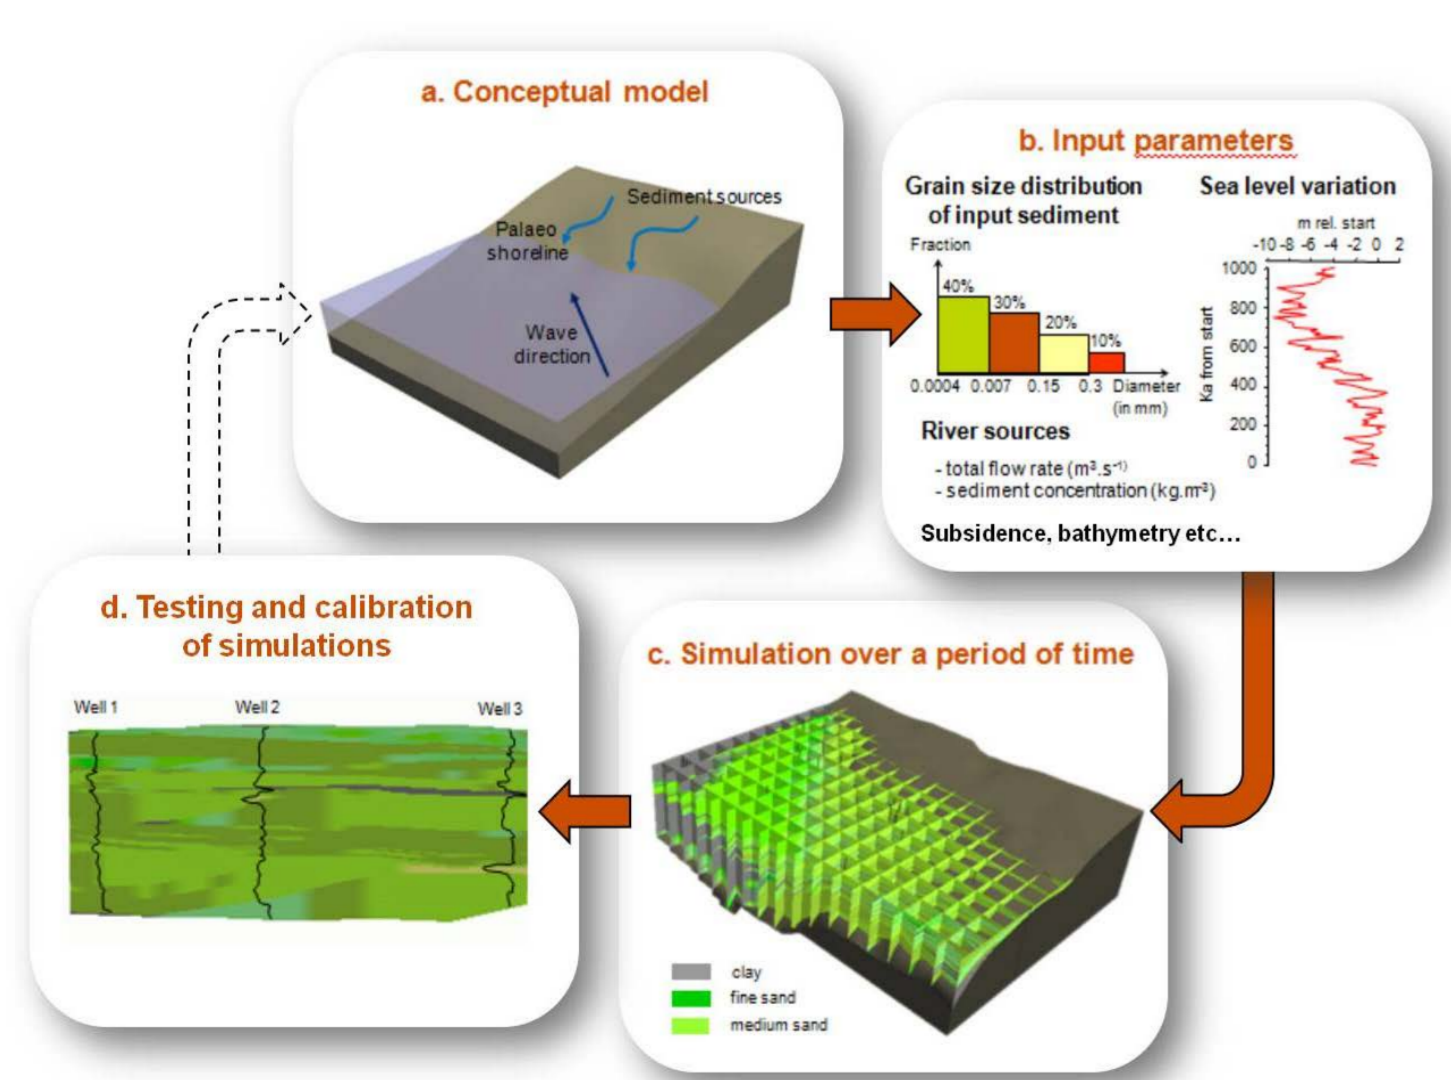 a. Conceptual model
Sediment sources
Palaeo
shoreline
Wave
direction
b. Input parameters
Grain size distribution
of input sediment
Fraction
40%
30%
20%
10%
0.0004 0.007 0.15 0.3 Diameter
(in mm)
Sea level variation
m rel. start
-10 -8 -6 -4 -2 0 2
Ka from start
1000
800
600
400
200
0
River sources
- total flow rate (m³.s⁻¹)
- sediment concentration (kg.m⁻³)
Subsidence, bathymetry etc...
c. Simulation over a period of time
clay
fine sand
medium sand
d. Testing and calibration
of simulations
Well 1 Well 2 Well 3